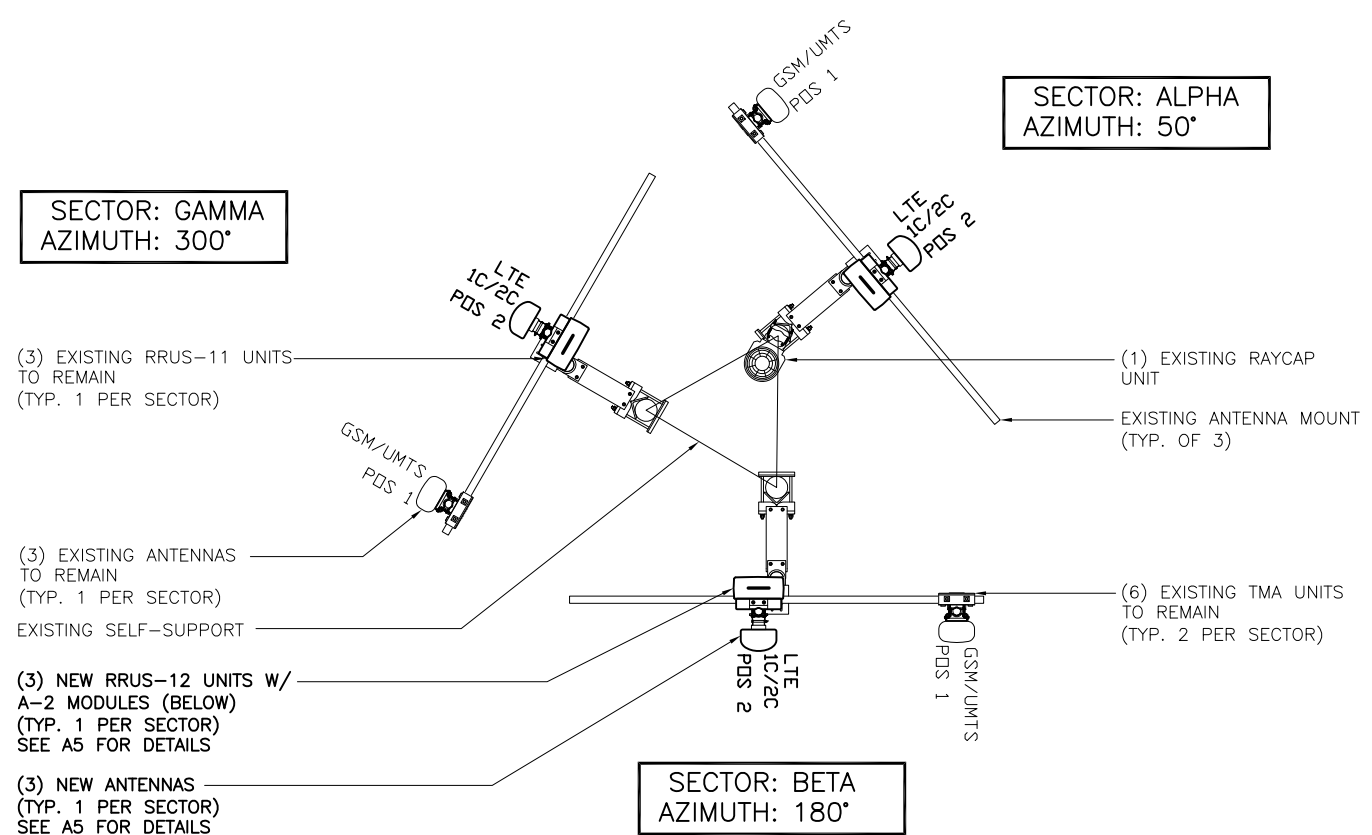 GSM/UMTS
POS 1
SECTOR: ALPHA
AZIMUTH: 50°
LTE
1C/2C
POS 2
SECTOR: GAMMA
AZIMUTH: 300°
LTE
1C/2C
POS 2
(3) EXISTING RRUS-11 UNITS
TO REMAIN
(TYP. 1 PER SECTOR)
(1) EXISTING RAYCAP
UNIT
EXISTING ANTENNA MOUNT
(TYP. OF 3)
GSM/UMTS
POS 1
(3) EXISTING ANTENNAS
TO REMAIN
(TYP. 1 PER SECTOR)
EXISTING SELF-SUPPORT
(6) EXISTING TMA UNITS
TO REMAIN
(TYP. 2 PER SECTOR)
LTE
1C/2C
POS 2
GSM/UMTS
POS 1
(3) NEW RRUS-12 UNITS W/
A-2 MODULES (BELOW)
(TYP. 1 PER SECTOR)
SEE A5 FOR DETAILS
(3) NEW ANTENNAS
(TYP. 1 PER SECTOR)
SEE A5 FOR DETAILS
SECTOR: BETA
AZIMUTH: 180°